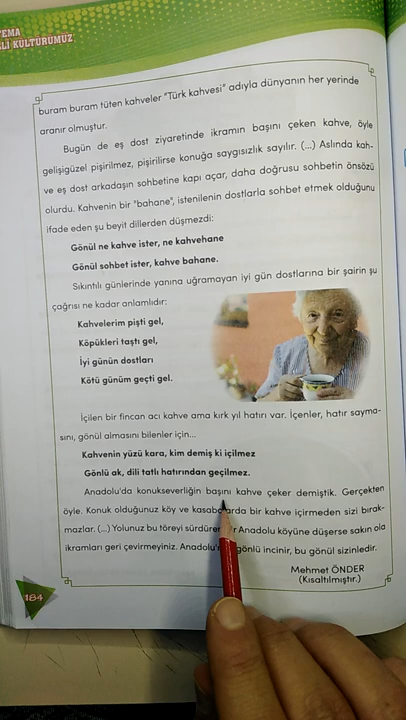 TEMA
Lİ KÜLTÜRÜMÜZ
buram buram tüten kahveler "Türk kahvesi" adıyla dünyanın her yerinde
aranır olmuştur.
Bugün de eş dost ziyaretinde ikramın başını çeken kahve, öyle
gelişigüzel pişirilmez, pişirilirse konuğa saygısızlık sayılır. (...) Aslında kah-
ve eş dost arkadaşın sohbetine kapı açar, daha doğrusu sohbetin önsözü
olurdu. Kahvenin bir "bahane", istenilenin dostlarla sohbet etmek olduğunu
ifade eden şu beyit dillerden düşmezdi:
Gönül ne kahve ister, ne kahvehane
Gönül sohbet ister, kahve bahane.
Sıkıntılı günlerinde yanına uğramayan iyi gün dostlarına bir şairin şu
çağrısı ne kadar anlamlıdır:
Kahvelerim pişti gel,
Köpükleri taştı gel,
İyi günün dostları
Kötü günüm geçti gel.
İçilen bir fincan acı kahve ama kırk yıl hatırı var. İçenler, hatır sayma-
sını, gönül almasını bilenler için...
Kahvenin yüzü kara, kim demiş ki içilmez
Gönlü ak, dili tatlı hatırından geçilmez.
Anadolu'da konukseverliğin başını kahve çeker demiştik. Gerçekten
öyle. Konuk olduğunuz köy ve kasabalarda bir kahve içirmeden sizi bırak-
mazlar. (...) Yolunuz bu töreyi sürdüren Anadolu köyüne düşerse sakın ola
ikramları geri çevirmeyiniz. gönlü incinir, bu gönül sizinledir.
Mehmet ÖNDER
(Kısaltılmıştır.)
184